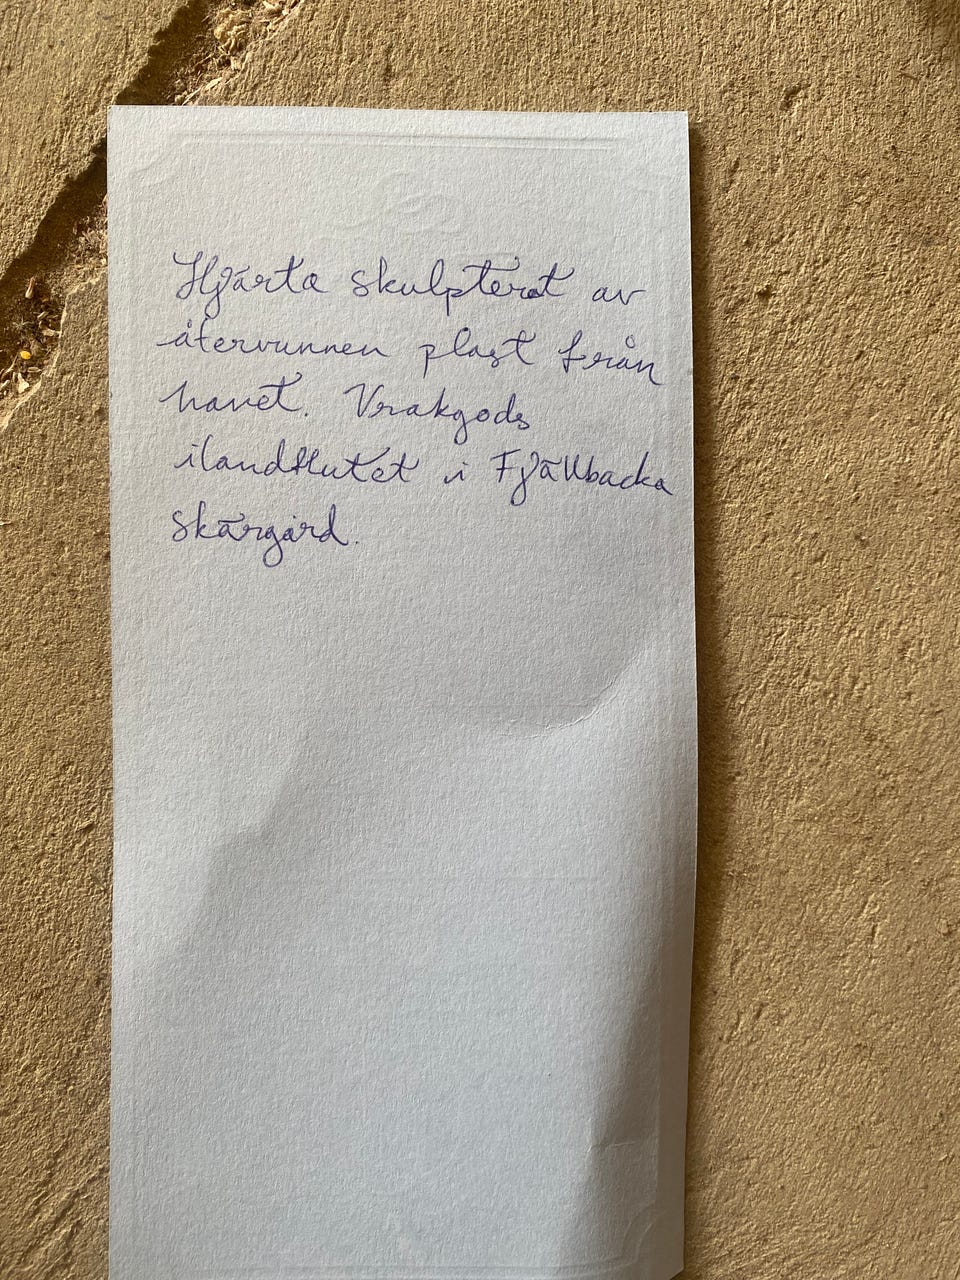 Hjärta skulpterat av
återvunnen plast från
havet. Vrakgods
ilandflutet i Fjällbacka
skärgård.